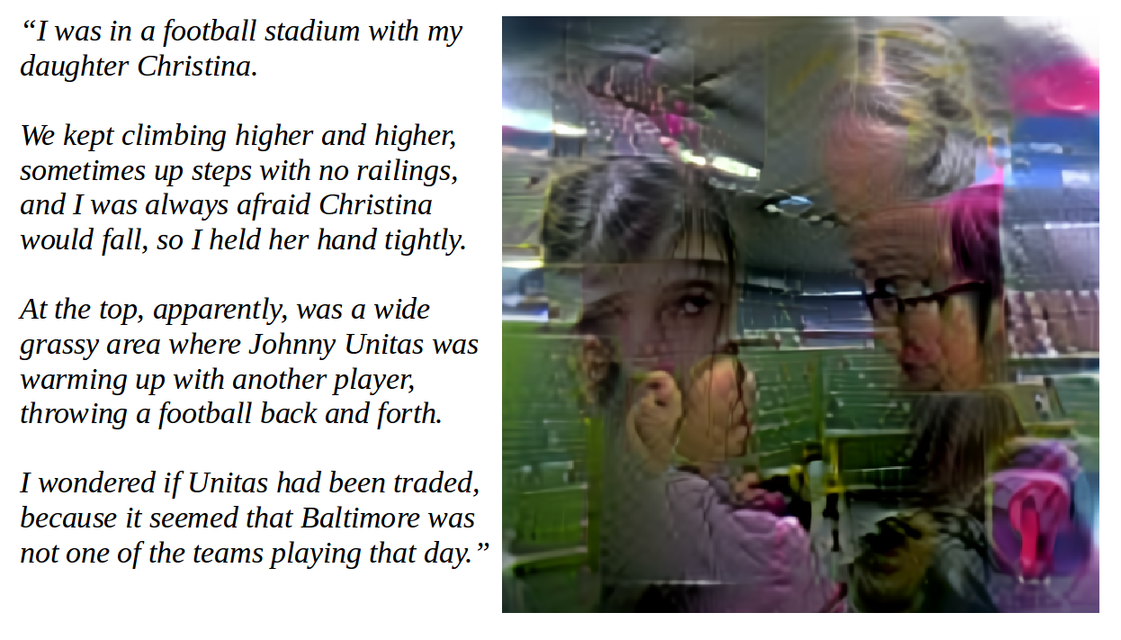 “I was in a football stadium with my
daughter Christina.
We kept climbing higher and higher,
sometimes up steps with no railings,
and I was always afraid Christina
would fall, so I held her hand tightly.
At the top, apparently, was a wide
grassy area where Johnny Unitas was
warming up with another player,
throwing a football back and forth.
I wondered if Unitas had been traded,
because it seemed that Baltimore was
not one of the teams playing that day.”